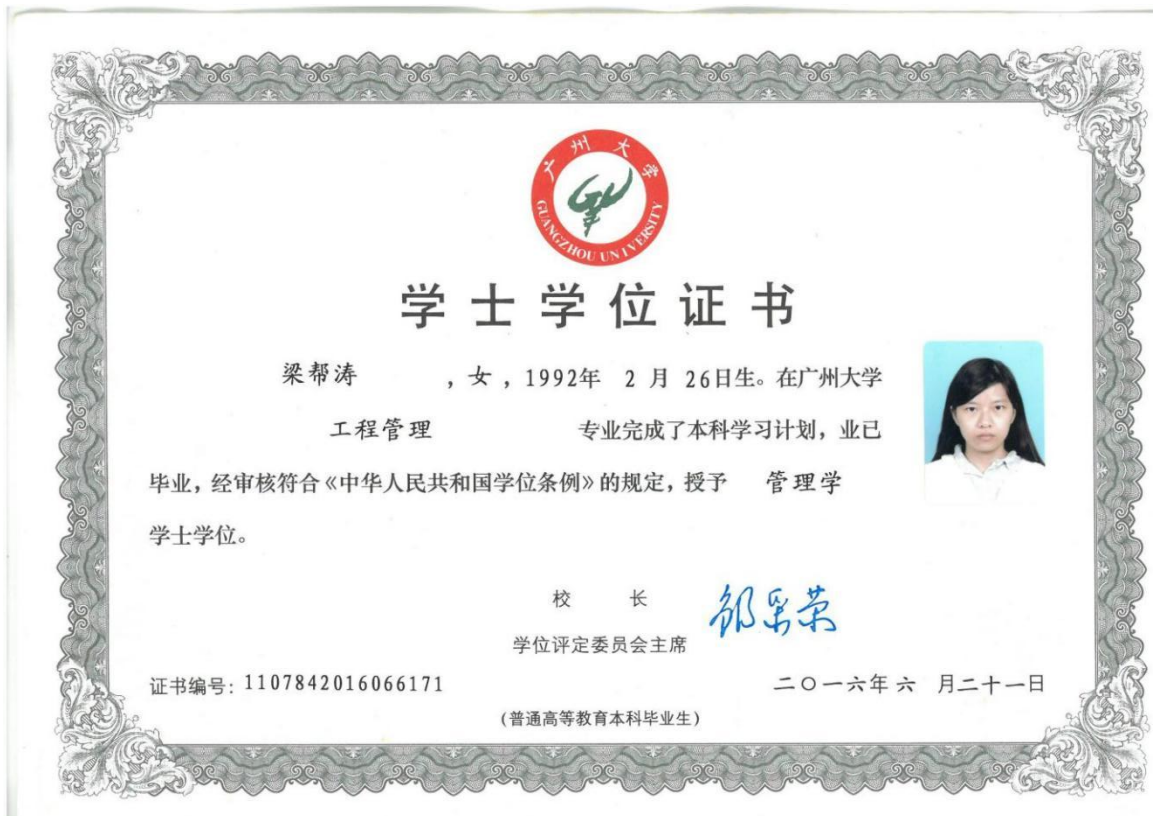 广州大学
GUANGZHOU UNIVERSITY
学士学位证书
梁帮涛 ，女，1992年 2 月 26日生。在广州大学
工程管理 专业完成了本科学习计划，业已
毕业，经审核符合《中华人民共和国学位条例》的规定，授予 管理学
学士学位。
校 长 邹采荣
学位评定委员会主席
证书编号：1107842016066171 二〇一六年六 月二十一日
(普通高等教育本科毕业生)